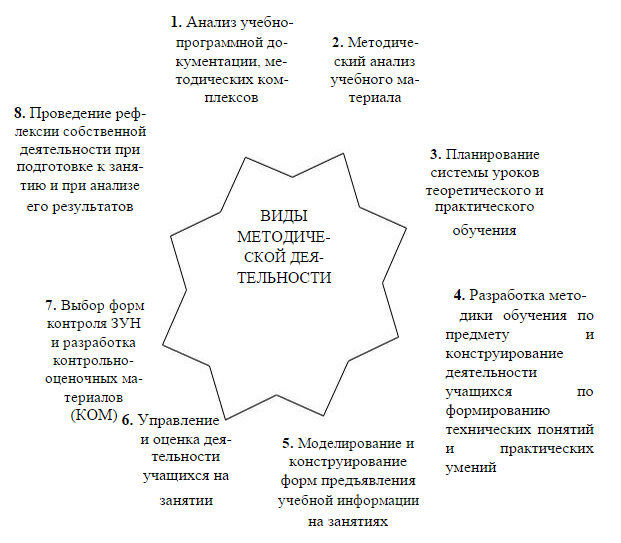 1. Анализ учебно-
программной до-
кументации, ме-
тодических ком-
плексов
2. Методиче-
ский анализ
учебного ма-
териала
3. Планирование
системы уроков
теоретического и
практического
обучения
4. Разработка мето-
дики обучения по
предмету и
конструирование
деятельности
учащихся по
формированию
технических понятий
и практических
умений
5. Моделирование и
конструирование
форм предъявления
учебной информации
на занятиях
6. Управление
и оценка дея-
тельности
учащихся на
занятии
7. Выбор форм
контроля ЗУН
и разработка
контрольно-
оценочных ма-
териалов
(КОМ)
8. Проведение реф-
лексии собственной
деятельности при
подготовке к заня-
тию и при анализе
его результатов
ВИДЫ
МЕТОДИЧЕ-
СКОЙ ДЕЯ-
ТЕЛЬНОСТИ